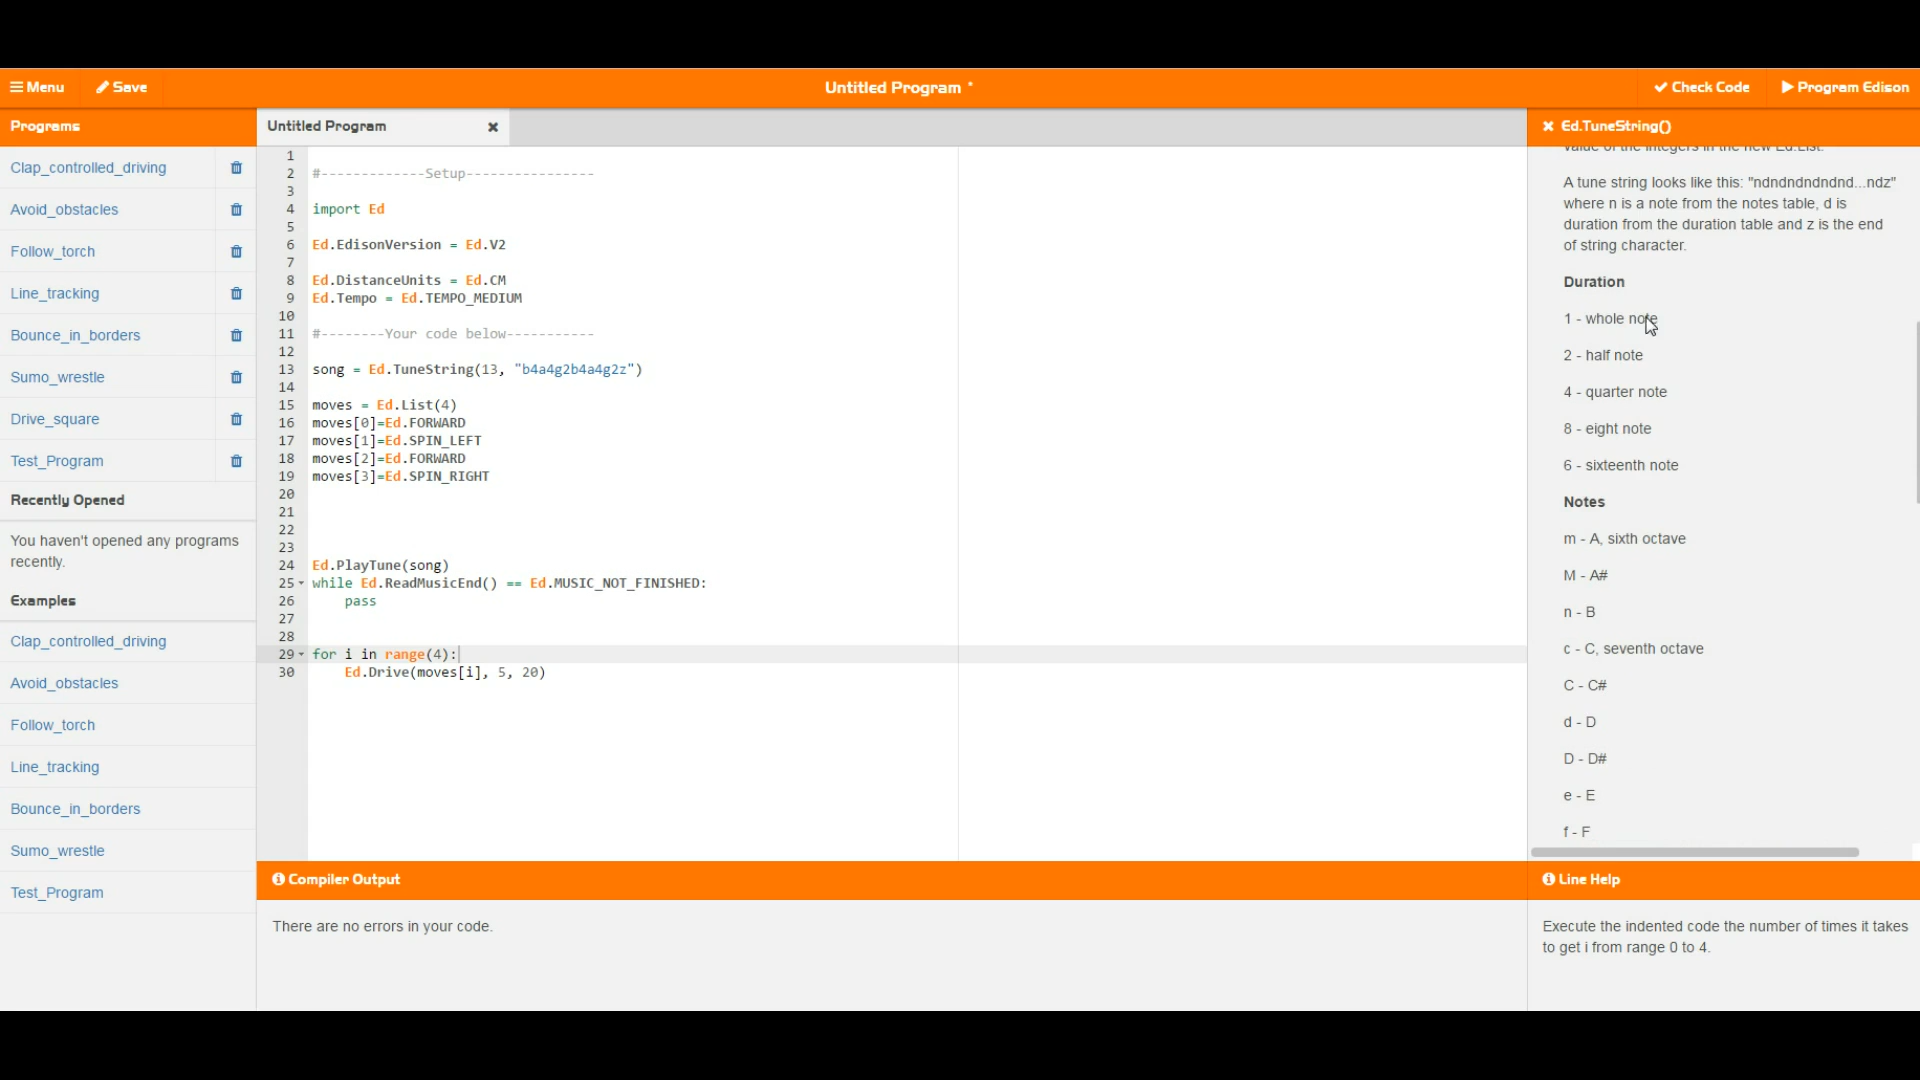 Menu Save Untitled Program * Check Code Program Edison
Programs
Clap_controlled_driving
Avoid_obstacles
Follow_torch
Line_tracking
Bounce_in_borders
Sumo_wrestle
Drive_square
Test_Program
Recently Opened
You haven't opened any programs
recently.
Examples
Clap_controlled_driving
Avoid_obstacles
Follow_torch
Line_tracking
Bounce_in_borders
Sumo_wrestle
Test_Program
Untitled Program
1
2 #-------------Setup----------------
3
4 import Ed
5
6 Ed.EdisonVersion = Ed.V2
7
8 Ed.DistanceUnits = Ed.CM
9 Ed.Tempo = Ed.TEMPO_MEDIUM
10
11 #--------Your code below-----------
12
13 song = Ed.TuneString(13, "b4a4g2b4a4g2z")
14
15 moves = Ed.List(4)
16 moves[0]=Ed.FORWARD
17 moves[1]=Ed.SPIN_LEFT
18 moves[2]=Ed.FORWARD
19 moves[3]=Ed.SPIN_RIGHT
20
21
22
23
24 Ed.PlayTune(song)
25 while Ed.ReadMusicEnd() == Ed.MUSIC_NOT_FINISHED:
26 pass
27
28
29 for i in range(4):
30 Ed.Drive(moves[i], 5, 20)
Compiler Output
There are no errors in your code.
Ed.TuneString()
value of the integers in the new Ed.List.
A tune string looks like this: "ndndndndndnd...ndz"
where n is a note from the notes table, d is
duration from the duration table and z is the end
of string character.
Duration
1 - whole note
2 - half note
4 - quarter note
8 - eight note
6 - sixteenth note
Notes
m - A, sixth octave
M - A#
n - B
c - C, seventh octave
C - C#
d - D
D - D#
e - E
f - F
Line Help
Execute the indented code the number of times it takes
to get i from range 0 to 4.